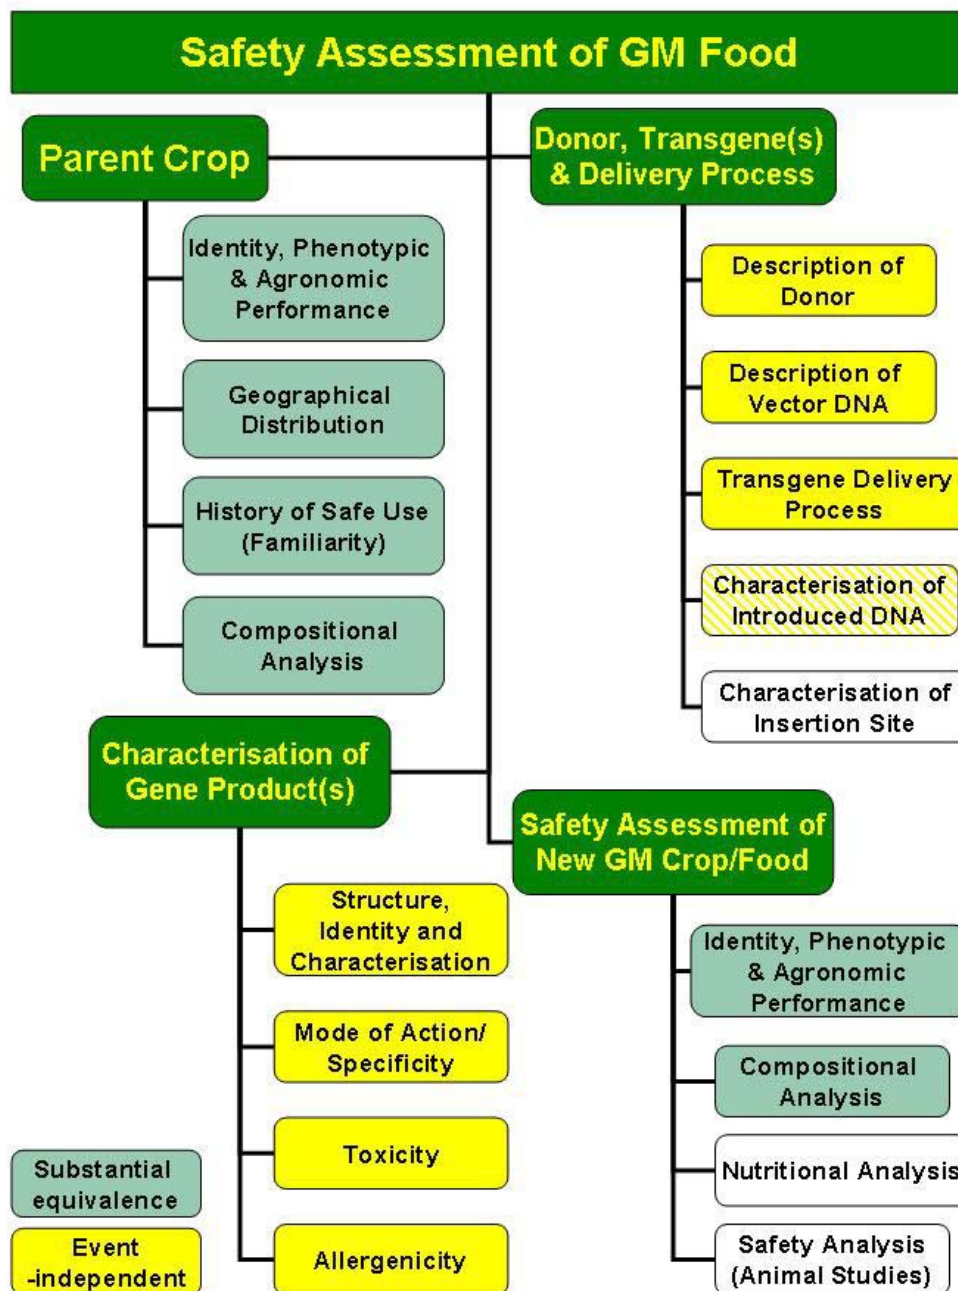 Safety Assessment of GM Food
Parent Crop
Identity, Phenotypic
& Agronomic
Performance
Geographical
Distribution
History of Safe Use
(Familiarity)
Compositional
Analysis
Donor, Transgene(s)
& Delivery Process
Description of
Donor
Description of
Vector DNA
Transgene Delivery
Process
Characterisation of
Introduced DNA
Characterisation of
Insertion Site
Characterisation of
Gene Product(s)
Structure,
Identity and
Characterisation
Mode of Action/
Specificity
Toxicity
Allergenicity
Safety Assessment of
New GM Crop/Food
Identity, Phenotypic
& Agronomic
Performance
Compositional
Analysis
Nutritional Analysis
Safety Analysis
(Animal Studies)
Substantial
equivalence
Event
-independent